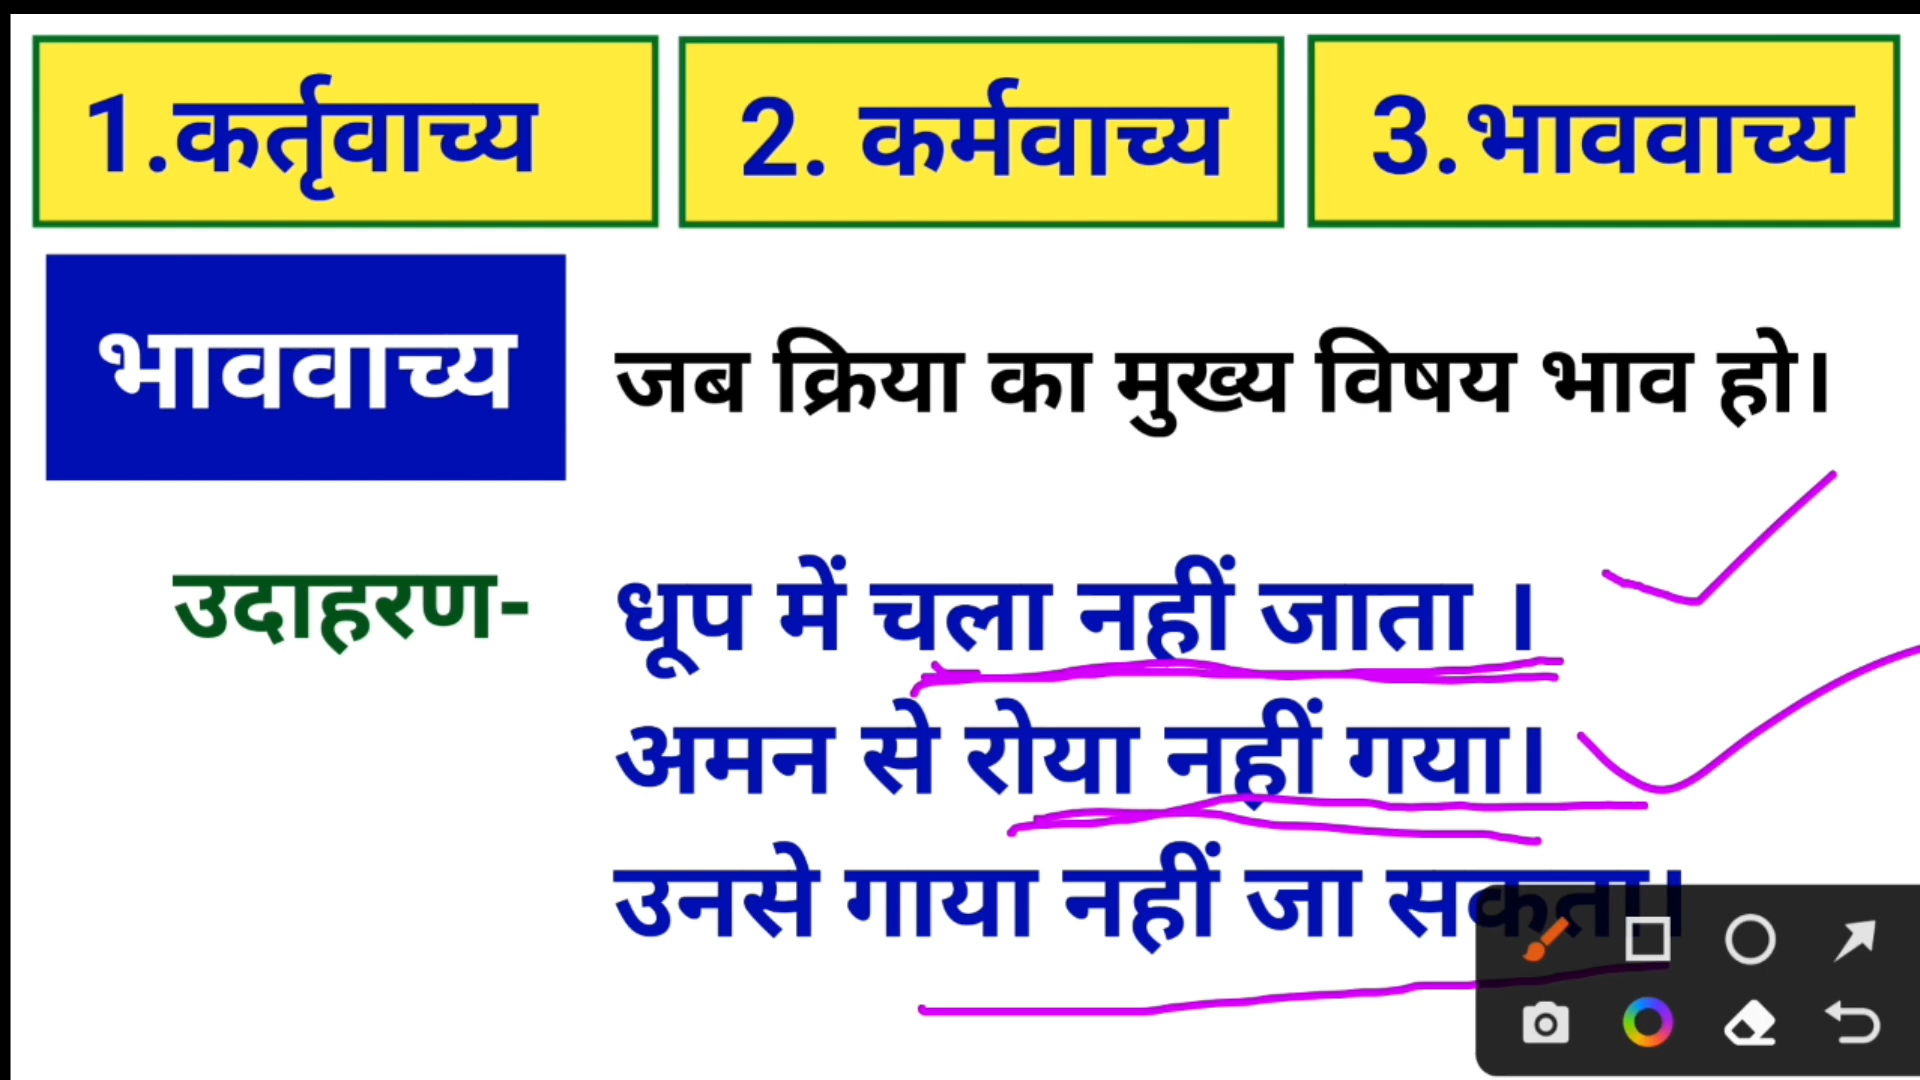 1.कर्तृवाच्य 2. कर्मवाच्य 3.भाववाच्य
भाववाच्य जब क्रिया का मुख्य विषय भाव हो।
उदाहरण- धूप में चला नहीं जाता ।
अमन से रोया नहीं गया।
उनसे गाया नहीं जा सकता।